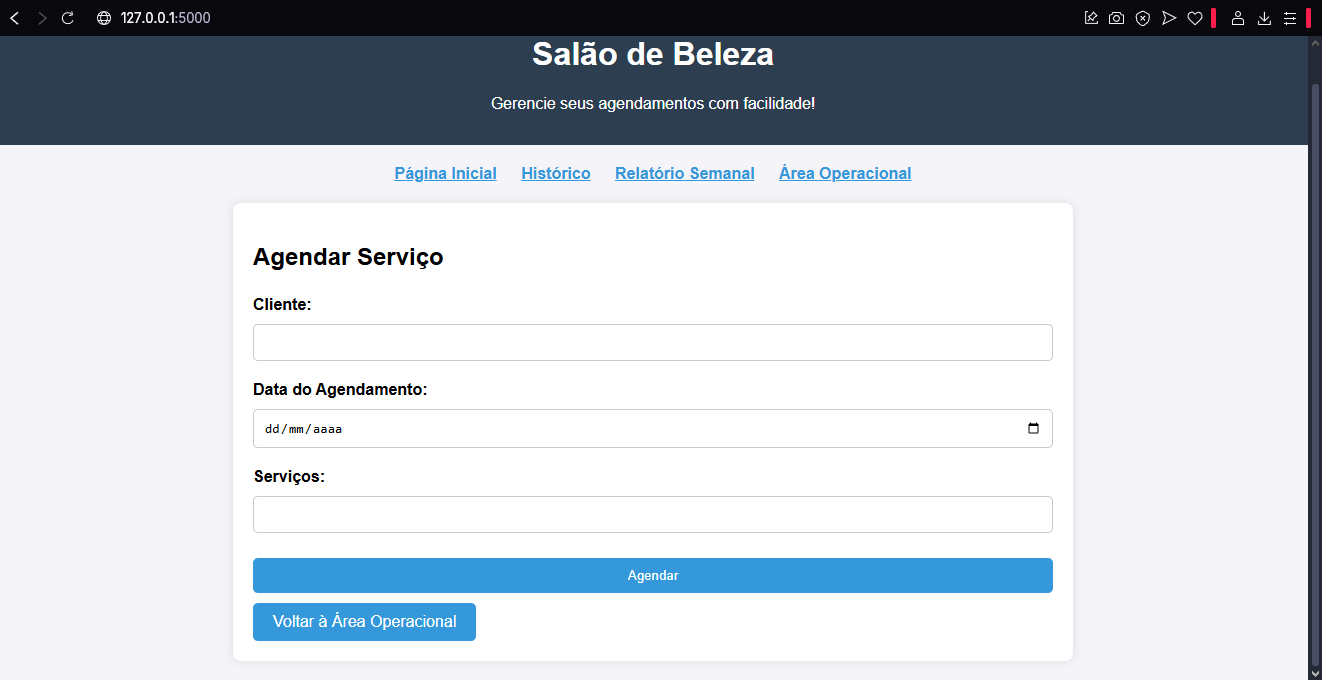 127.0.0.1:5000
Salão de Beleza
Gerencie seus agendamentos com facilidade!
Página Inicial Histórico Relatório Semanal Área Operacional
Agendar Serviço
Cliente:
Data do Agendamento:
dd/mm/aaaa
Serviços:
Agendar
Voltar à Área Operacional